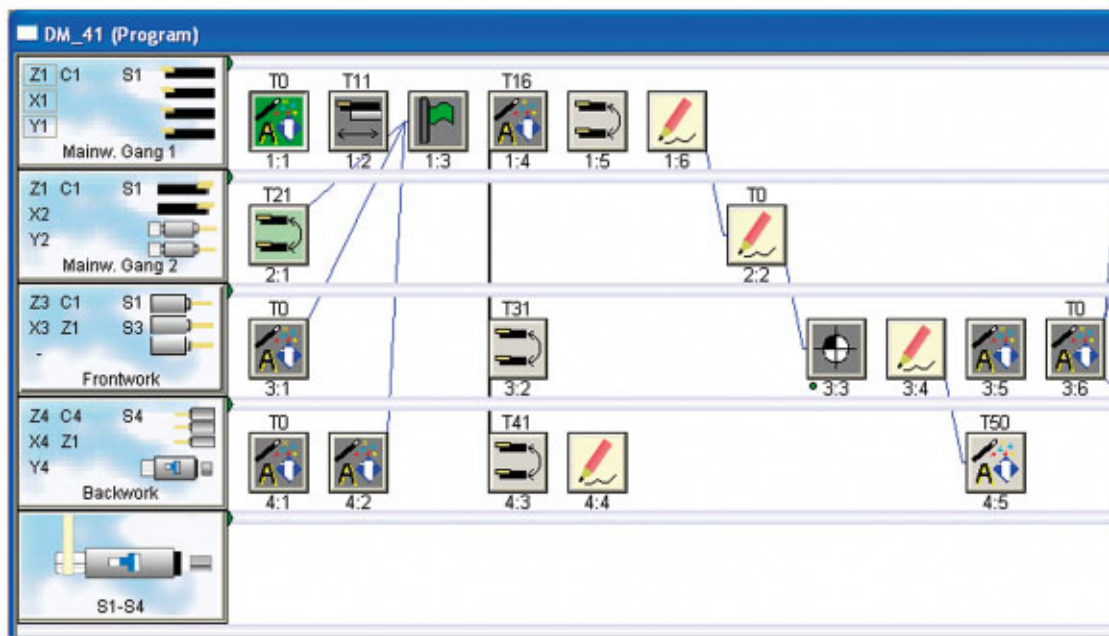 DM_41 (Program)
Z1 C1 S1
X1
Y1
Mainw. Gang 1
T0 T11 T16
1:1 1:2 1:3 1:4 1:5 1:6
Z1 C1 S1
X2
Y2
Mainw. Gang 2
T21 T0
2:1 2:2
Z3 C1 S1
X3 Z1 S3
-
Frontwork
T0 T31 T0
3:1 3:2 3:3 3:4 3:5 3:6
Z4 C4 S4
X4 Z1
Y4
Backwork
T0 T41 T50
4:1 4:2 4:3 4:4 4:5
S1-S4